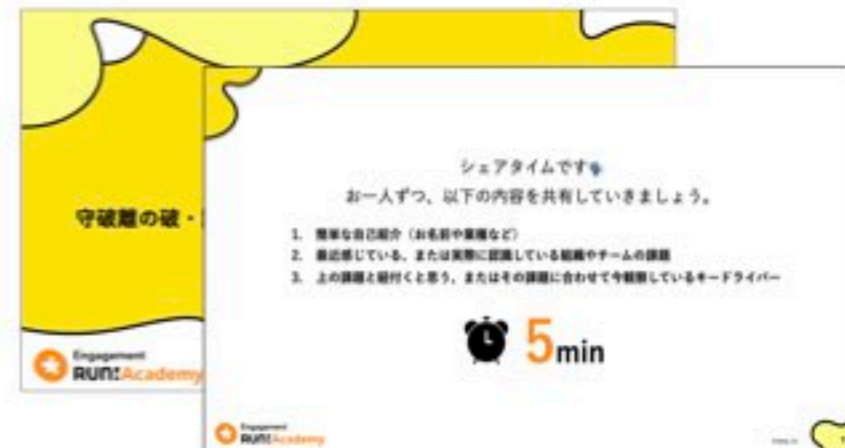 守破離の破・
Engagement
RUN!Academy
シェアタイムです
お一人ずつ、以下の内容を共有していきましょう。
1. 簡単な自己紹介（お名前や業種など）
2. 最近感じている、または実際に認識している組織やチームの課題
3. 上の課題と紐付くと思う、またはその課題に合わせて今観察しているキードライバー
5min
Engagement
RUN!Academy